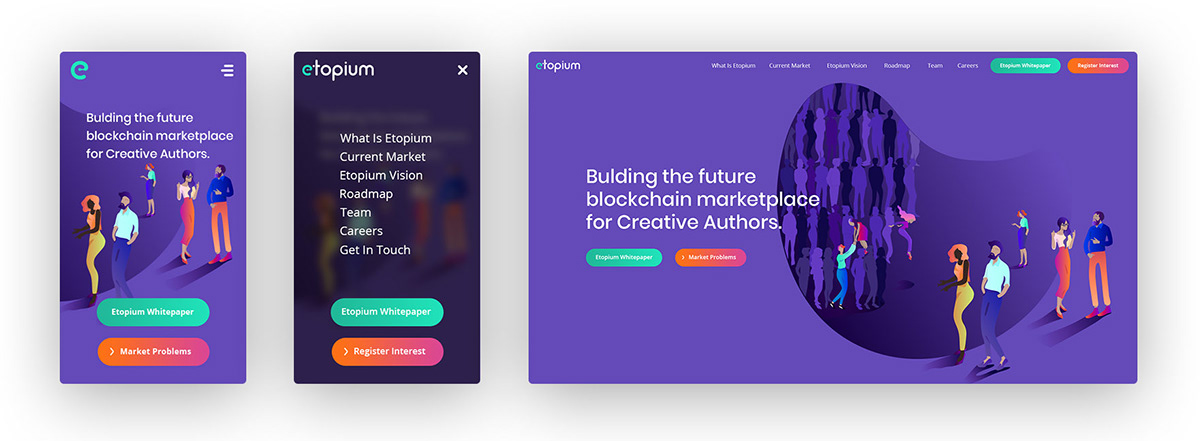 e
Bulding the future
blockchain marketplace
for Creative Authors.
Etopium Whitepaper
Market Problems
etopium
What Is Etopium
Current Market
Etopium Vision
Roadmap
Team
Careers
Get In Touch
Etopium Whitepaper
Register Interest
etopium
What Is Etopium Current Market Etopium Vision Roadmap Team Careers Etopium Whitepaper Register Interest
Bulding the future
blockchain marketplace
for Creative Authors.
Etopium Whitepaper Market Problems